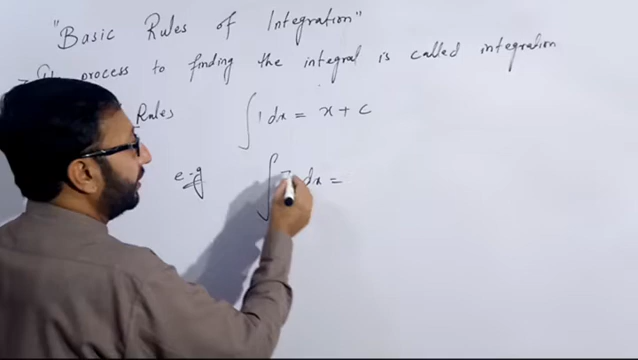 "Basic Rules of Integration"
process to finding the integral is called integration
Rules ∫ 1 dx = x + c
e-g ∫ dx =